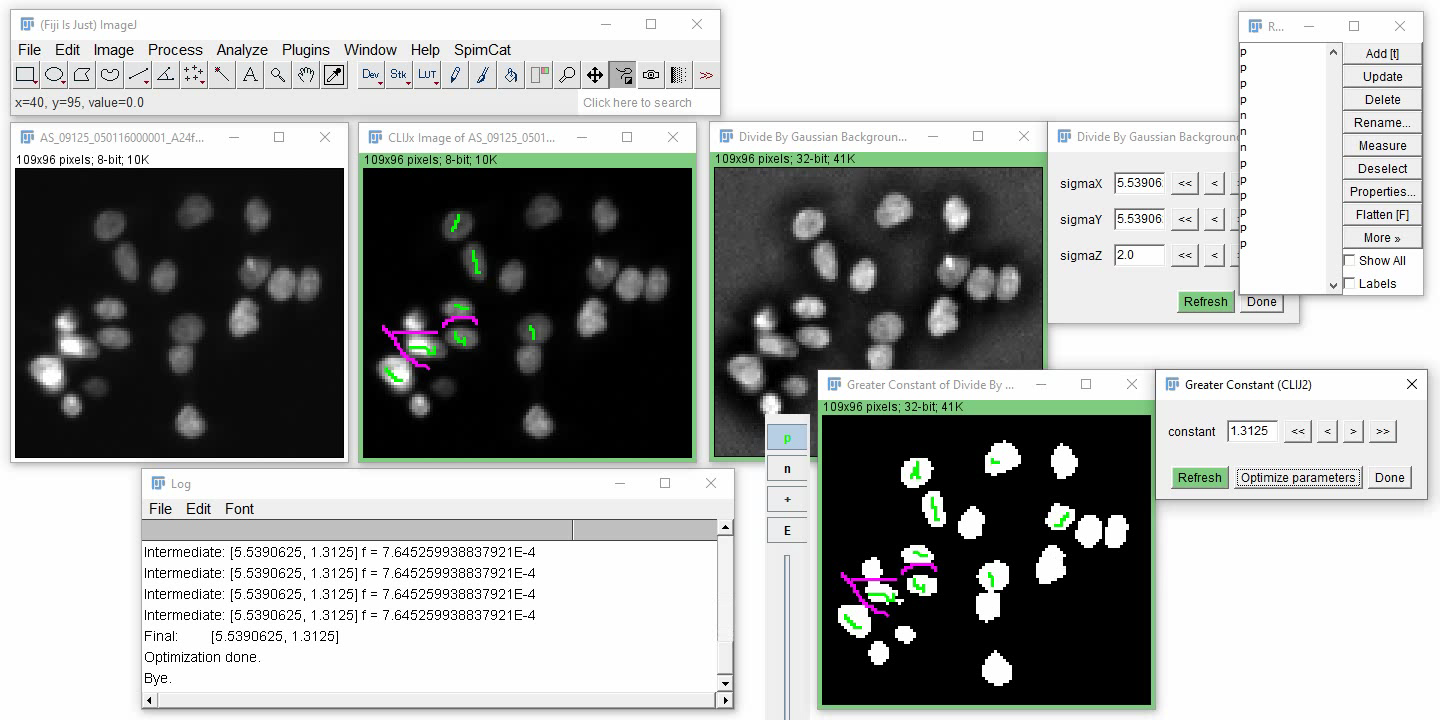 (Fiji Is Just) ImageJ
File Edit Image Process Analyze Plugins Window Help SpimCat
A Dev Stk LUT >>
x=40, y=95, value=0.0
Click here to search
AS_09125_050116000001_A24f...
109x96 pixels; 8-bit; 10K
CLIJx Image of AS_09125_0501...
109x96 pixels; 8-bit; 10K
Divide By Gaussian Backgroun...
109x96 pixels; 32-bit; 41K
Divide By Gaussian Background
sigmaX 5.53906 << <
sigmaY 5.53906 << <
sigmaZ 2.0 << <
Refresh Done
R...
p
p
p
p
n
n
n
p
p
p
p
p
p
Add [t]
Update
Delete
Rename...
Measure
Deselect
Properties...
Flatten [F]
More »
Show All
Labels
Greater Constant of Divide By ...
109x96 pixels; 32-bit; 41K
p
n
+
E
Greater Constant (CLIJ2)
constant 1.3125 << < > >>
Refresh Optimize parameters Done
Log
File Edit Font
Intermediate: [5.5390625, 1.3125] f = 7.645259938837921E-4
Intermediate: [5.5390625, 1.3125] f = 7.645259938837921E-4
Intermediate: [5.5390625, 1.3125] f = 7.645259938837921E-4
Intermediate: [5.5390625, 1.3125] f = 7.645259938837921E-4
Final: [5.5390625, 1.3125]
Optimization done.
Bye.